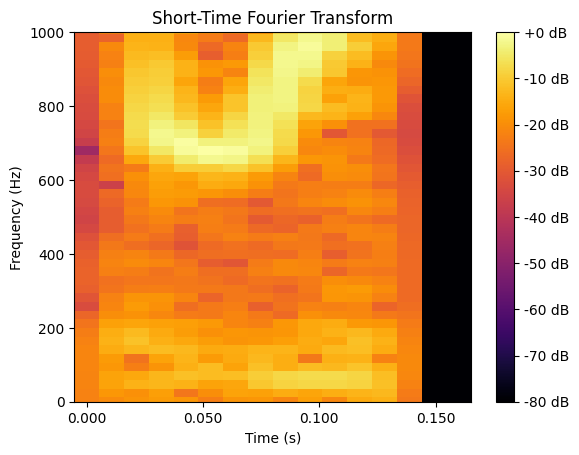 Short-Time Fourier Transform
1000
800
600
400
200
0
Frequency (Hz)
0.000
0.050
0.100
0.150
Time (s)
+0 dB
-10 dB
-20 dB
-30 dB
-40 dB
-50 dB
-60 dB
-70 dB
-80 dB